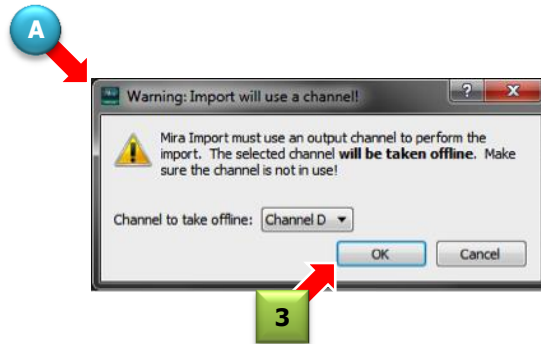 A
Warning: Import will use a channel!
? X
Mira Import must use an output channel to perform the
import. The selected channel will be taken offline. Make
sure the channel is not in use!
Channel to take offline: Channel D
OK Cancel
3